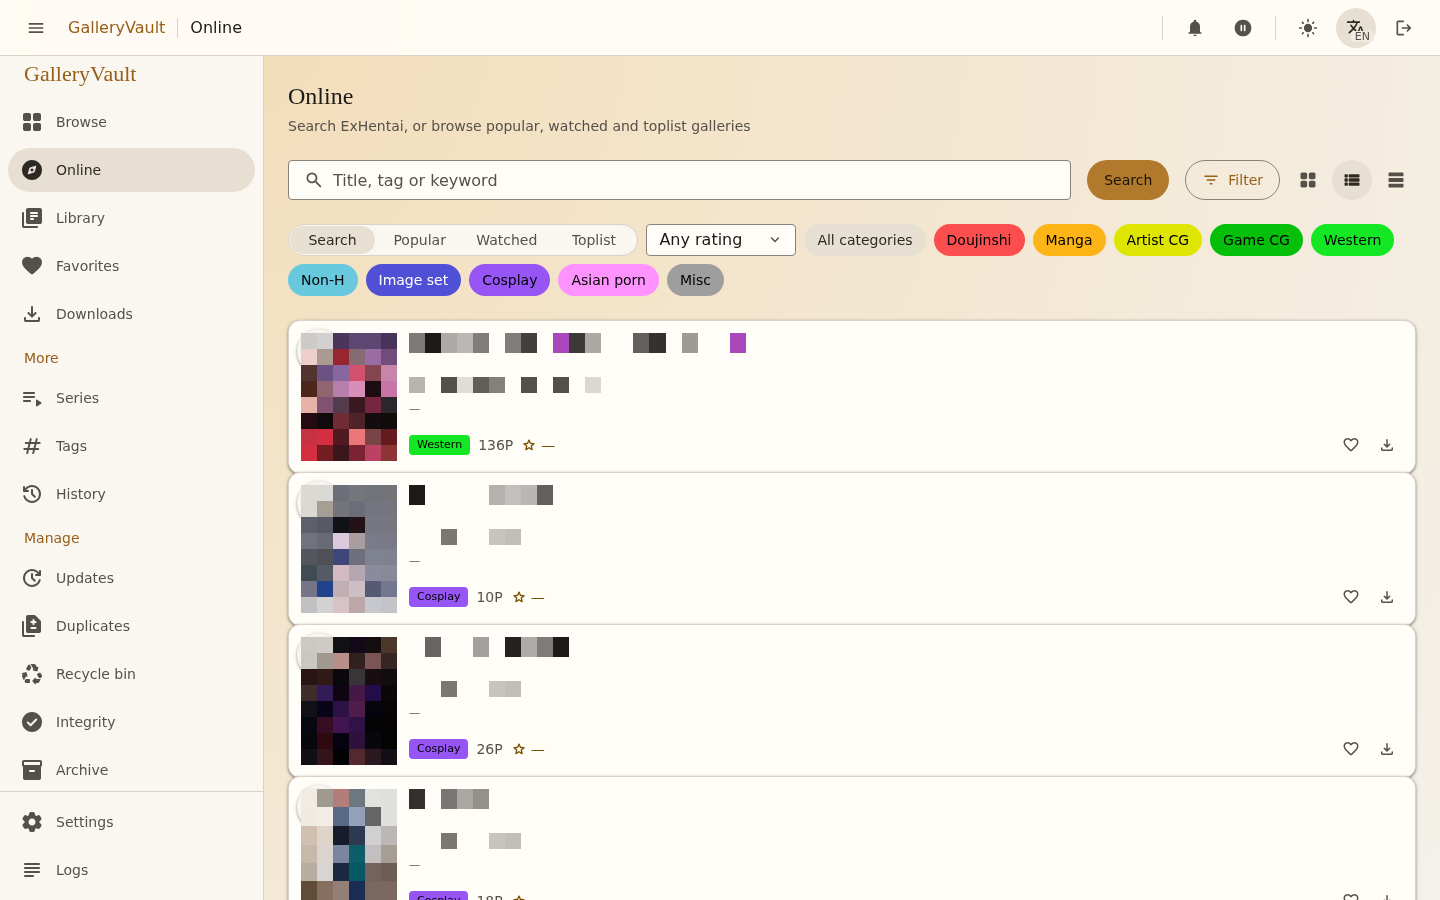 GalleryVault
Online
EN
GalleryVault
Browse
Online
Library
Favorites
Downloads
More
Series
Tags
History
Manage
Updates
Duplicates
Recycle bin
Integrity
Archive
Settings
Logs
Online
Search ExHentai, or browse popular, watched and toplist galleries
Title, tag or keyword
Search
Filter
Search
Popular
Watched
Toplist
Any rating
All categories
Doujinshi
Manga
Artist CG
Game CG
Western
Non-H
Image set
Cosplay
Asian porn
Misc
—
Western 136P —
—
Cosplay 10P —
—
Cosplay 26P —
—
Cosplay 18P